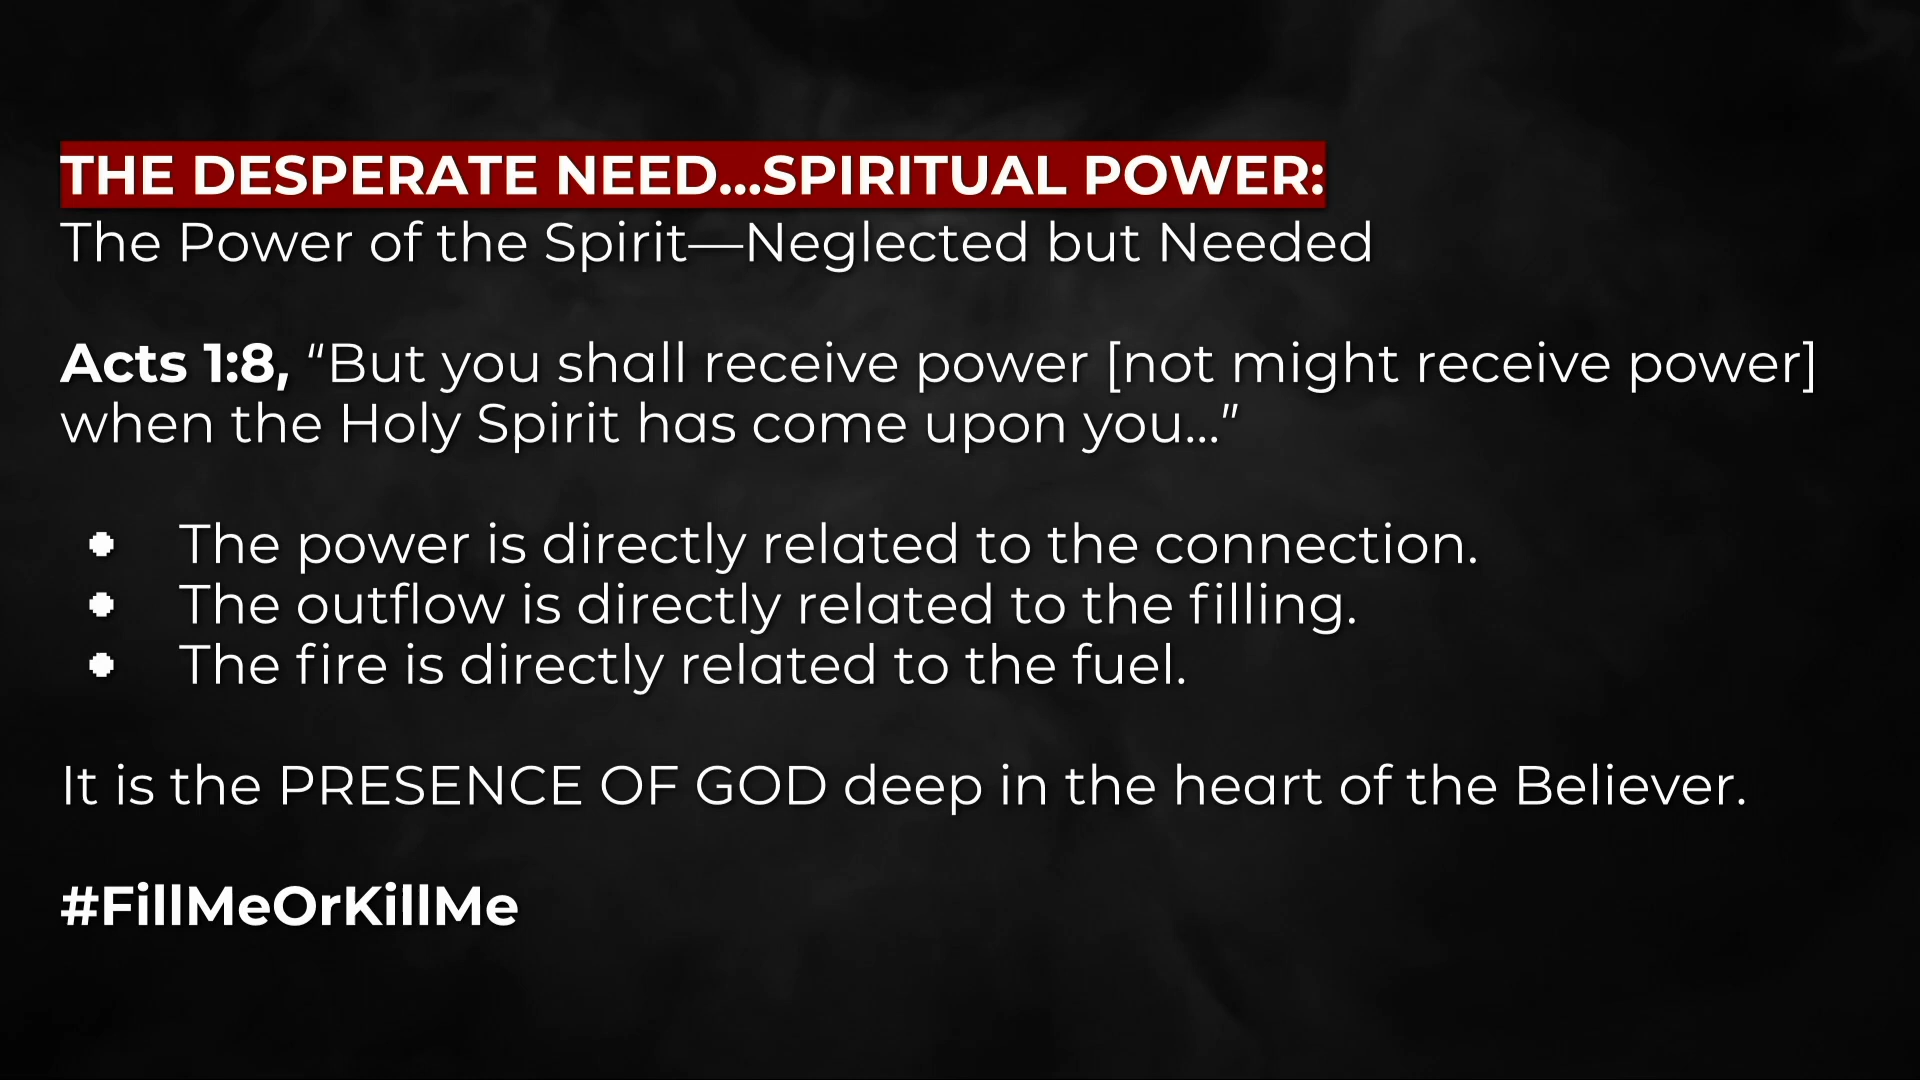 THE DESPERATE NEED...SPIRITUAL POWER:
The Power of the Spirit—Neglected but Needed
Acts 1:8, “But you shall receive power [not might receive power]
when the Holy Spirit has come upon you...”
• The power is directly related to the connection.
• The outflow is directly related to the filling.
• The fire is directly related to the fuel.
It is the PRESENCE OF GOD deep in the heart of the Believer.
#FillMeOrKillMe